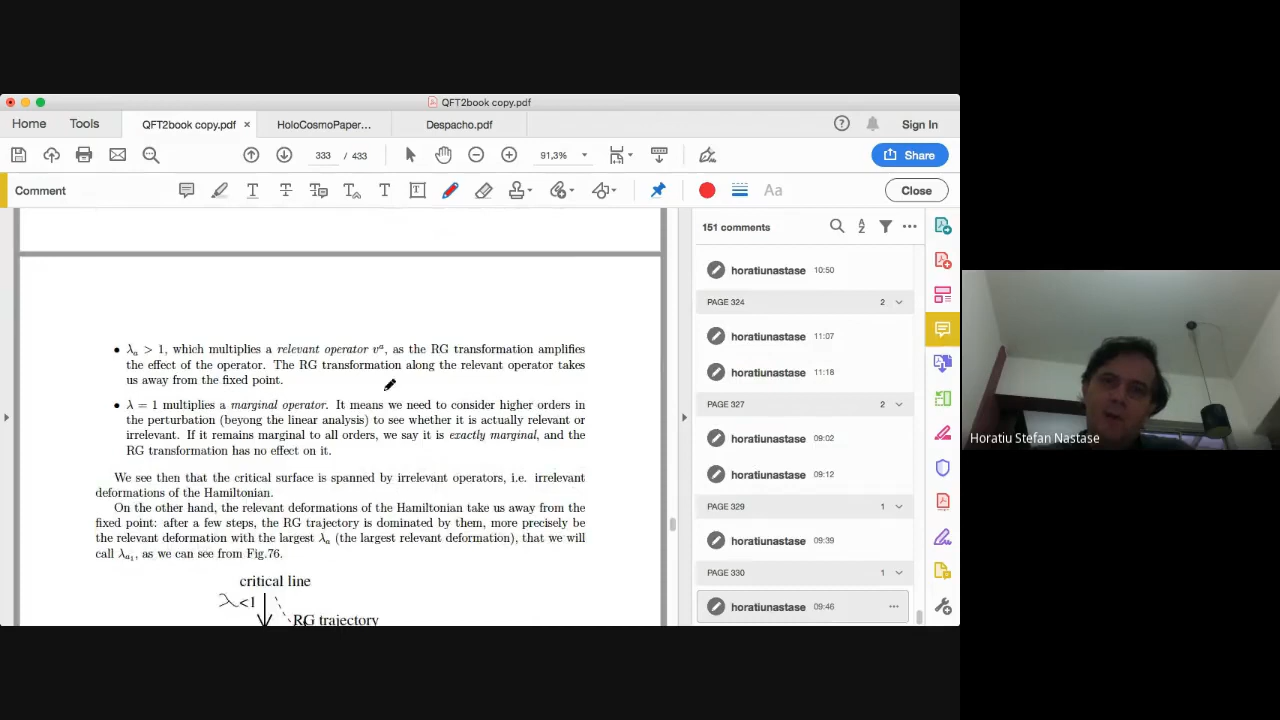 QFT2book copy.pdf
Home
Tools
QFT2book copy.pdf ×
HoloCosmoPaper...
Despacho.pdf
Sign In
333 / 433
91,3%
Share
Comment
T
T
T
T
T
T
Aa
Close
151 comments
horatiunastase 10:50
PAGE 324 2
horatiunastase 11:07
horatiunastase 11:18
PAGE 327 2
horatiunastase 09:02
horatiunastase 09:12
PAGE 329 1
horatiunastase 09:39
PAGE 330 1
horatiunastase 09:46 ...
• λₐ > 1, which multiplies a relevant operator vᵃ, as the RG transformation amplifies
the effect of the operator. The RG transformation along the relevant operator takes
us away from the fixed point.
• λ = 1 multiplies a marginal operator. It means we need to consider higher orders in
the perturbation (beyong the linear analysis) to see whether it is actually relevant or
irrelevant. If it remains marginal to all orders, we say it is exactly marginal, and the
RG transformation has no effect on it.
We see then that the critical surface is spanned by irrelevant operators, i.e. irrelevant
deformations of the Hamiltonian.
On the other hand, the relevant deformations of the Hamiltonian take us away from the
fixed point: after a few steps, the RG trajectory is dominated by them, more precisely be
the relevant deformation with the largest λₐ (the largest relevant deformation), that we will
call λₐ₁, as we can see from Fig.76.
critical line
λ<1
RG trajectory
Horatiu Stefan Nastase